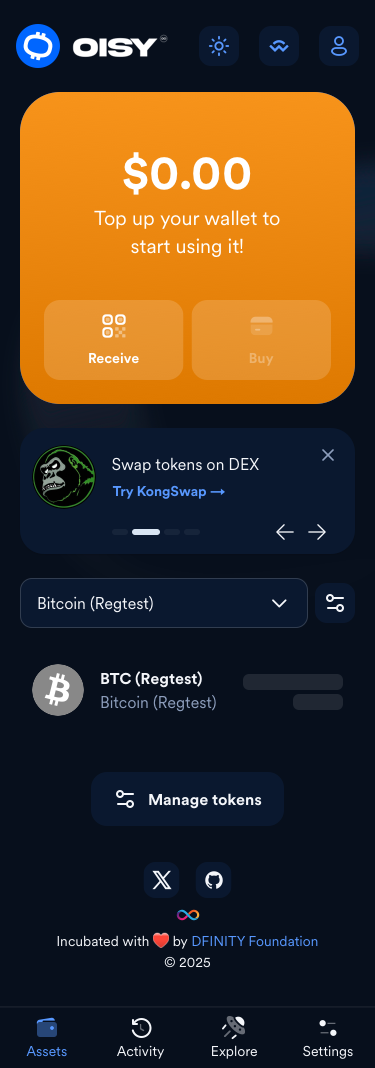 OISY
$0.00
Top up your wallet to
start using it!
Receive
Buy
Swap tokens on DEX
Try KongSwap →
Bitcoin (Regtest)
BTC (Regtest)
Bitcoin (Regtest)
Manage tokens
Incubated with ❤️ by DFINITY Foundation
© 2025
Assets
Activity
Explore
Settings